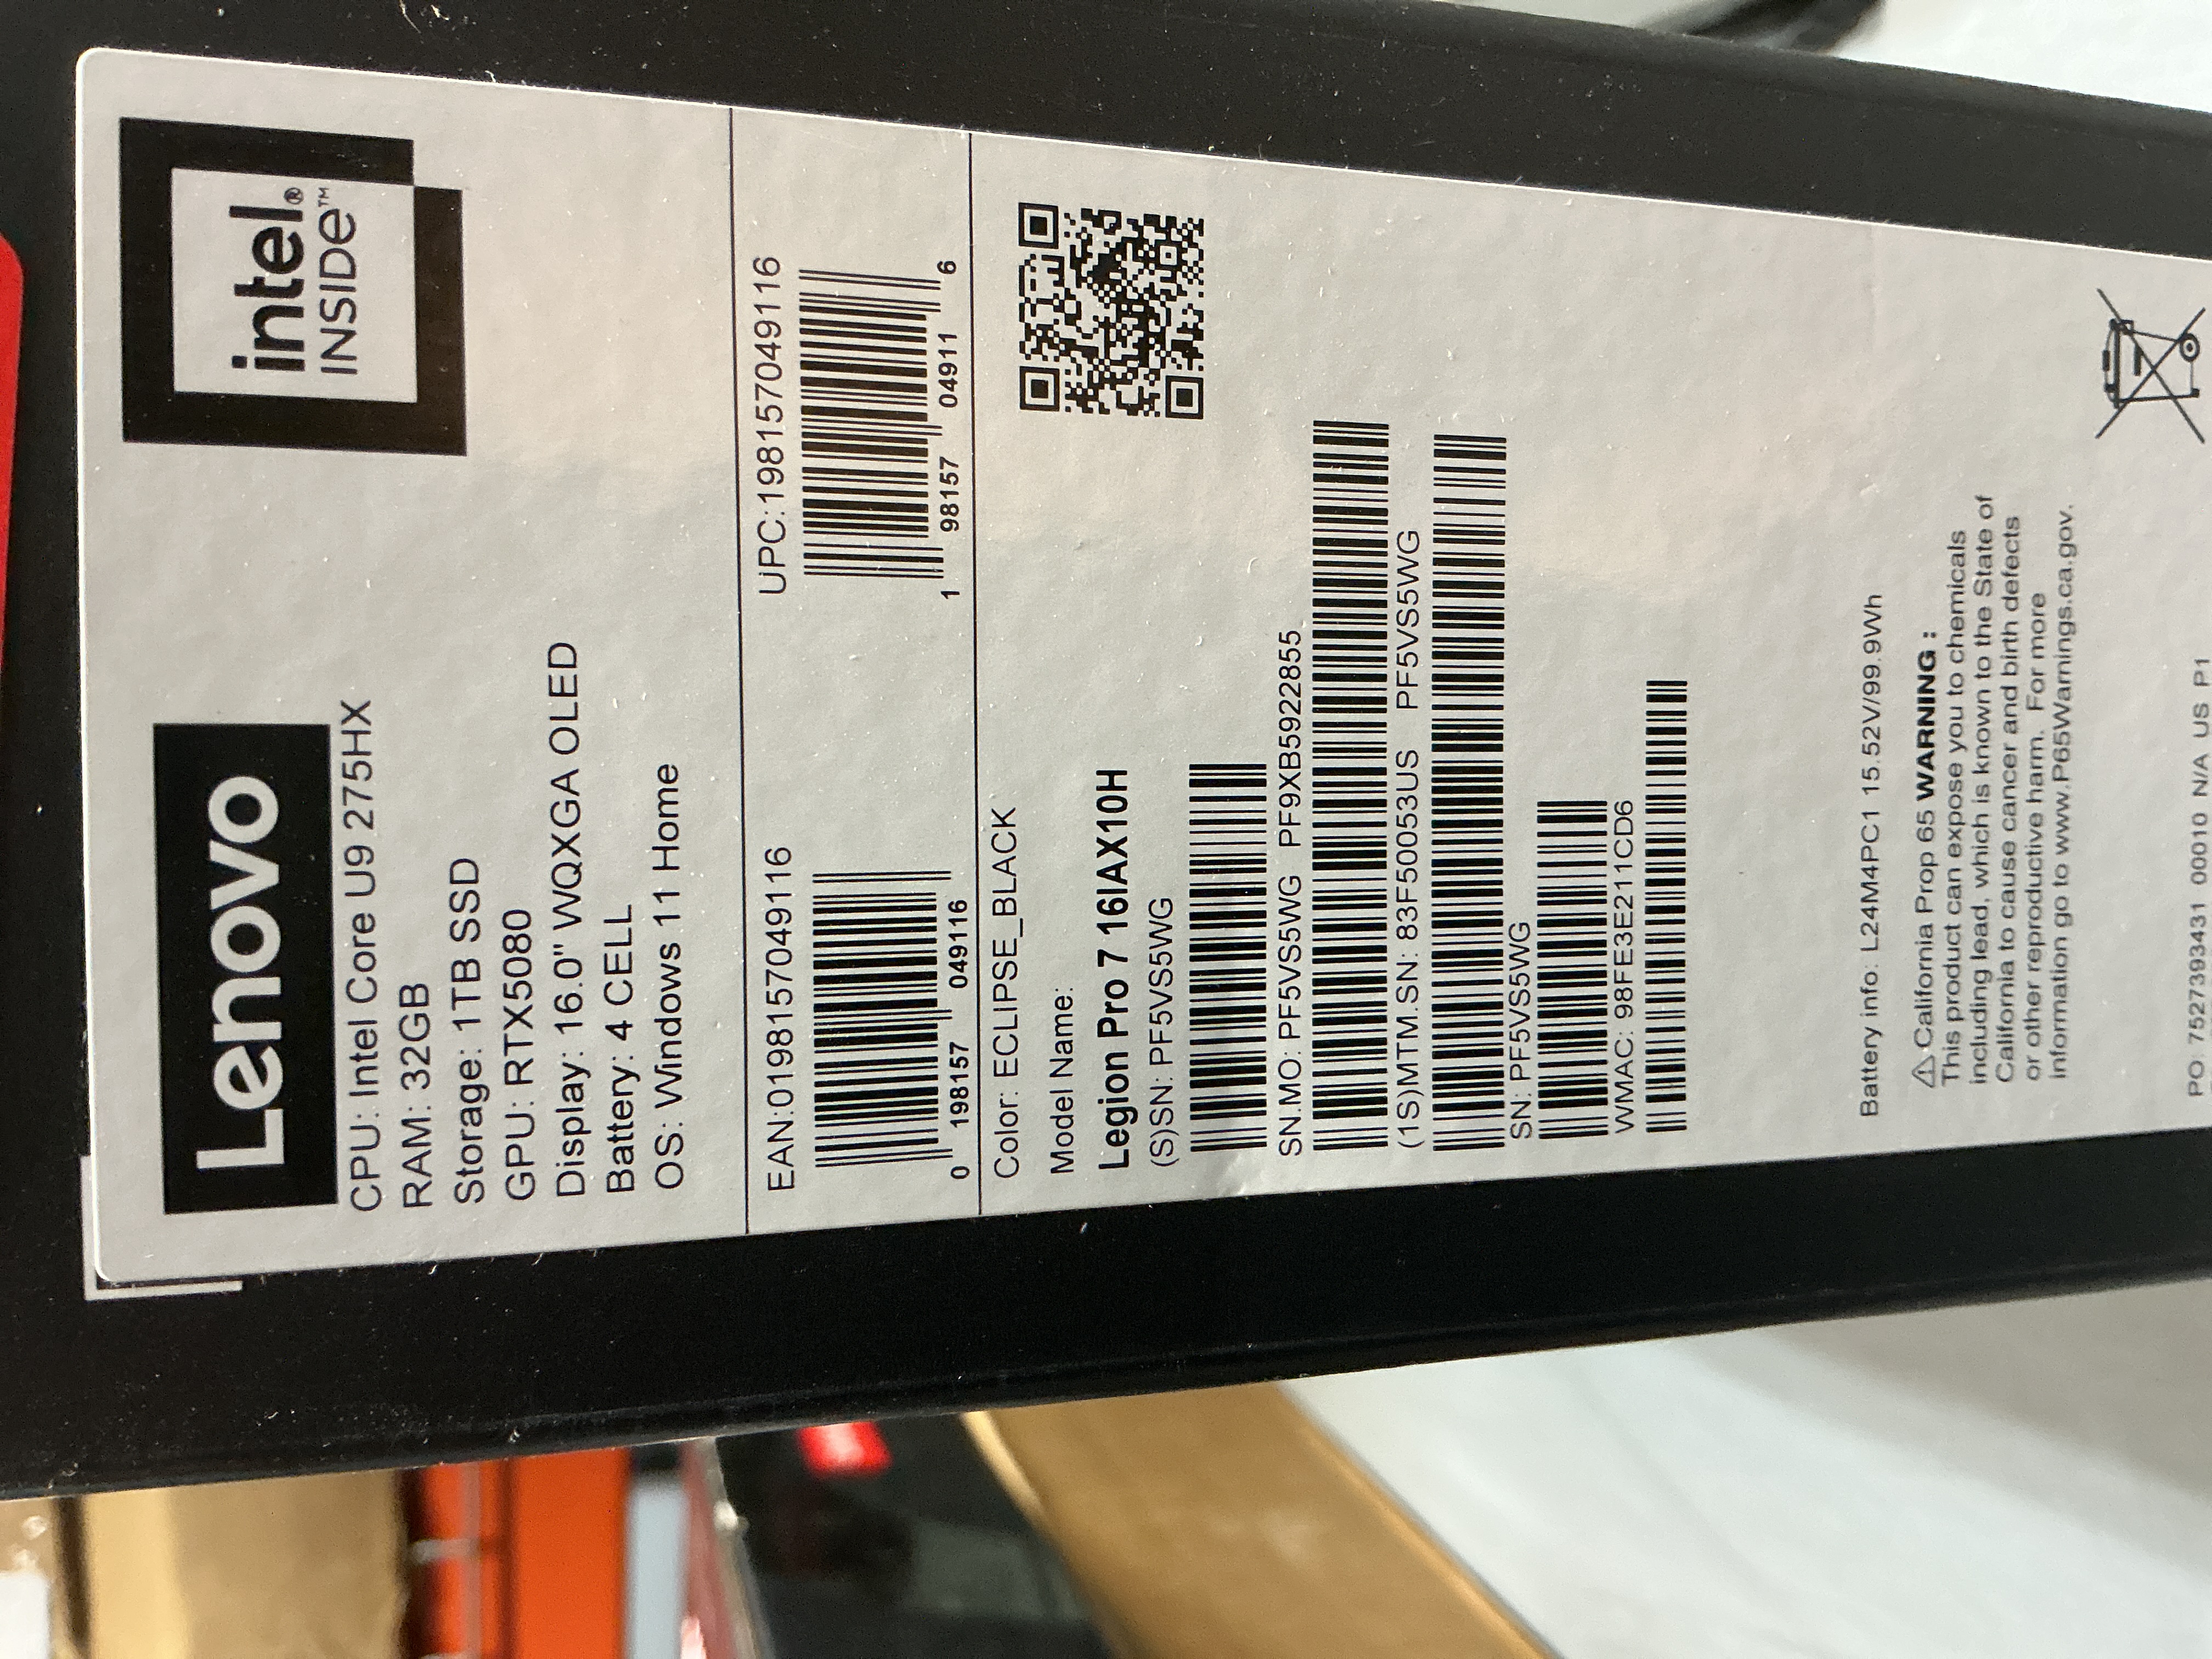 Lenovo
intel®
INSIDE™
CPU: Intel Core U9 275HX
RAM: 32GB
Storage: 1TB SSD
GPU: RTX5080
Display: 16.0" WQXGA OLED
Battery: 4 CELL
OS: Windows 11 Home
EAN:0198157049116
0 198157 049116
UPC:198157049116
1 98157 04911 6
Color: ECLIPSE_BLACK
Model Name:
Legion Pro 7 16IAX10H
(S)SN: PF5VS5WG
SN.MO: PF5VS5WG PF9XB5922855
(1S)MTM.SN: 83F50053US PF5VS5WG
SN: PF5VS5WG
WMAC: 98FE3E211CD6
Battery info. L24M4PC1 15.52V/99.9Wh
⚠California Prop 65 WARNING :
This product can expose you to chemicals
including lead, which is known to the State of
California to cause cancer and birth defects
or other reproductive harm. For more
information go to www.P65Warnings.ca.gov.
PO 7527393431 00010 N/A US P1